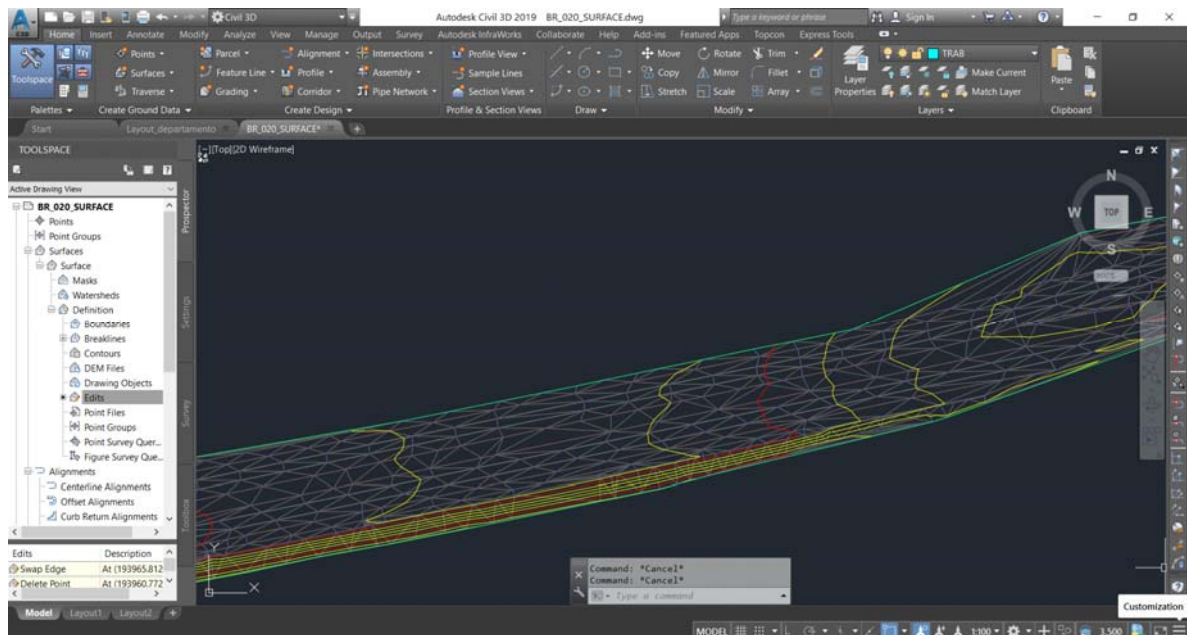 Civil 3D Autodesk Civil 3D 2019 BR_020_SURFACE.dwg Type a keyword or phrase Sign In
C3D
Home Insert Annotate Modify Analyze View Manage Output Survey Autodesk InfraWorks Collaborate Help Add-ins Featured Apps Topcon Express Tools
Toolspace
Points
Surfaces
Traverse
Parcel
Feature Line
Grading
Alignment
Profile
Corridor
Intersections
Assembly
Pipe Network
Profile View
Sample Lines
Section Views
Move Rotate Trim
Copy Mirror Fillet
Stretch Scale Array
Layer
Properties
TRAB
Make Current
Match Layer
Paste
Palettes Create Ground Data Create Design Profile & Section Views Draw Modify Layers Clipboard
Start Layout_departamento BR_020_SURFACE*
TOOLSPACE
Active Drawing View
BR_020_SURFACE
Points
Point Groups
Surfaces
Surface
Masks
Watersheds
Definition
Boundaries
Breaklines
Contours
DEM Files
Drawing Objects
Edits
Point Files
Point Groups
Point Survey Quer...
Figure Survey Que...
Alignments
Centerline Alignments
Offset Alignments
Curb Return Alignments
Edits Description
Swap Edge At (193965.812
Delete Point At (193960.772
Prospector
Settings
Survey
Toolbox
[-][Top][2D Wireframe]
N
W TOP E
S
Y
X
Command: *Cancel*
Command: *Cancel*
Type a command
Customization
Model Layout1 Layout2 +
MODEL 1:100 3.500